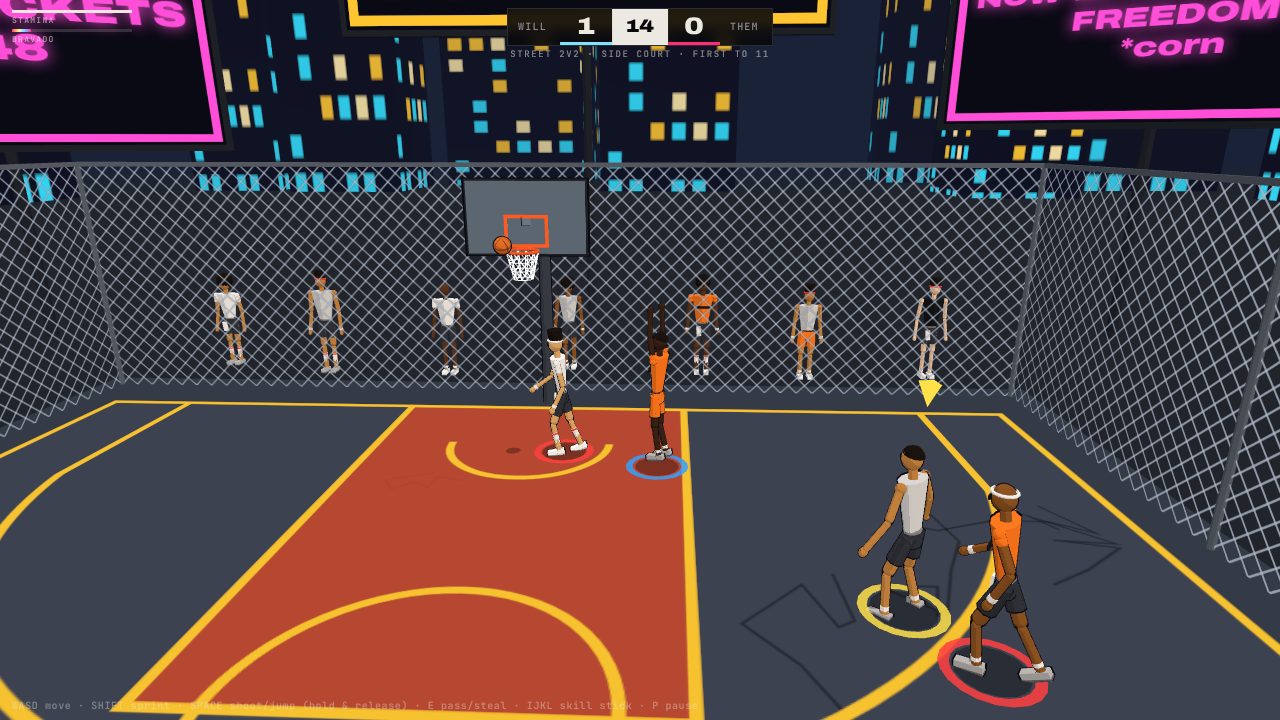 CKETS
48
STAMINA
BRAVADO
WILL 1 14 0 THEM
STREET 2V2 · SIDE COURT · FIRST TO 11
FREEDOM
*corn
WASD move · SHIFT sprint · SPACE shoot/jump (hold & release) · E pass/steal · IJKL skill stick · P pause